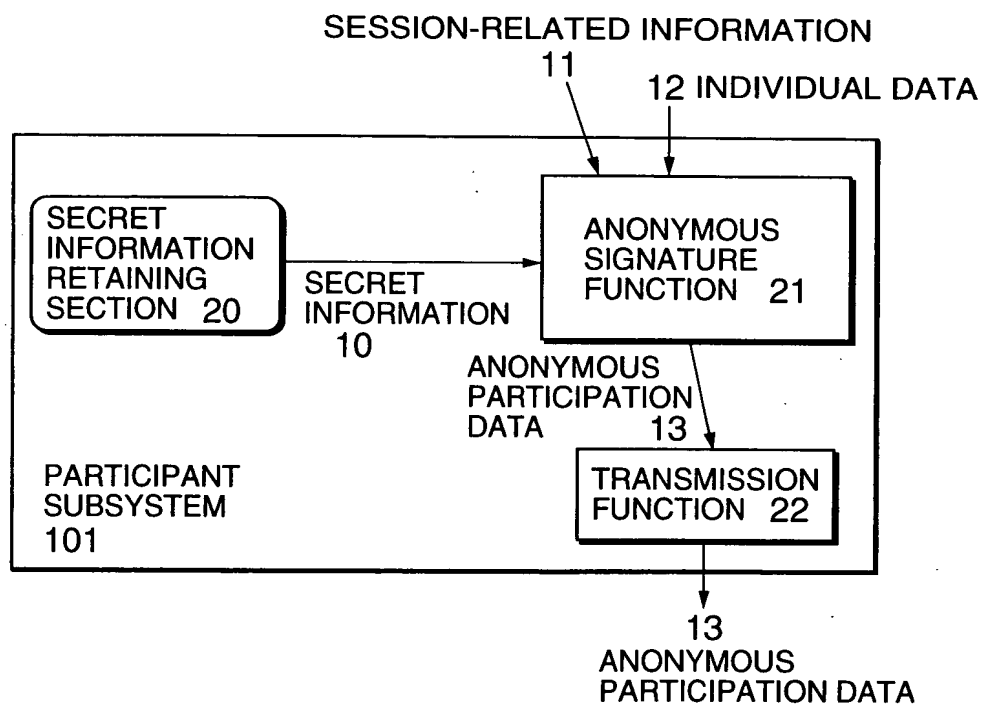 SESSION-RELATED INFORMATION
11
12 INDIVIDUAL DATA
SECRET
INFORMATION
RETAINING
SECTION 20
SECRET
INFORMATION
10
ANONYMOUS
SIGNATURE
FUNCTION 21
ANONYMOUS
PARTICIPATION
DATA 13
PARTICIPANT
SUBSYSTEM
101
TRANSMISSION
FUNCTION 22
13
ANONYMOUS
PARTICIPATION DATA